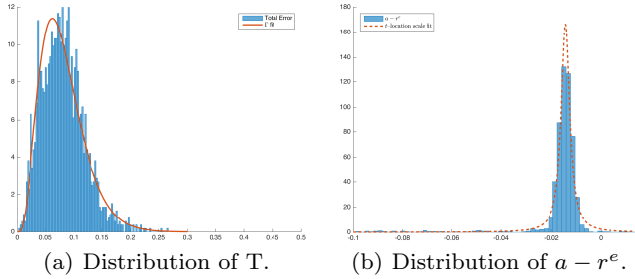 12
10
8
6
4
2
0
0 0.05 0.1 0.15 0.2 0.25 0.3 0.35 0.4 0.45 0.5
Total Error
Γ fit
(a) Distribution of T.
180
160
140
120
100
80
60
40
20
0
-0.1 -0.08 -0.06 -0.04 -0.02 0
a − r^e
t-location scale fit
(b) Distribution of a − r^e.